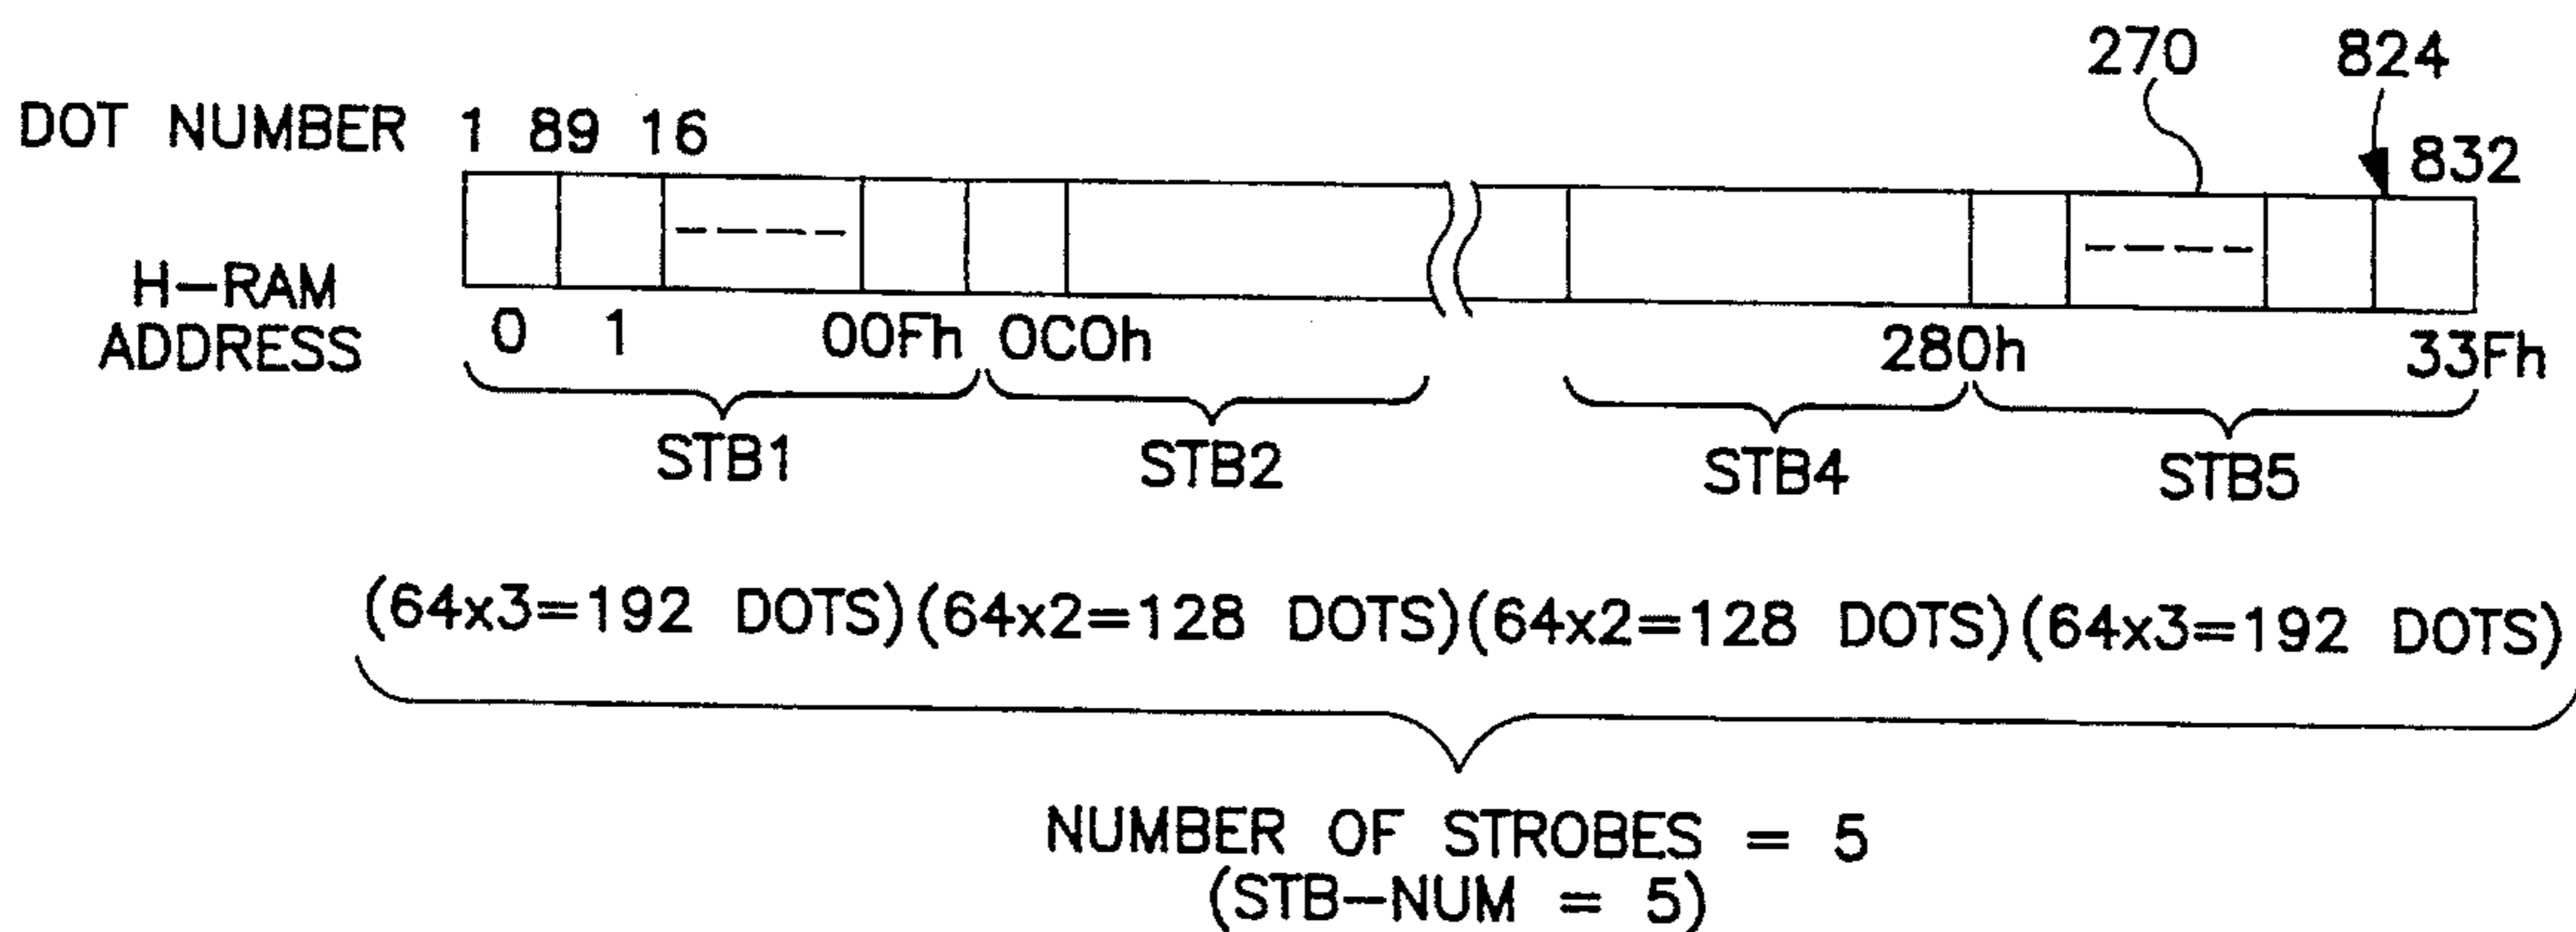 270 824
DOT NUMBER 1 89 16 832
H-RAM
ADDRESS
0 1 00Fh 0C0h 280h 33Fh
STB1 STB2 STB4 STB5
(64x3=192 DOTS)(64x2=128 DOTS)(64x2=128 DOTS)(64x3=192 DOTS)
NUMBER OF STROBES = 5
(STB-NUM = 5)